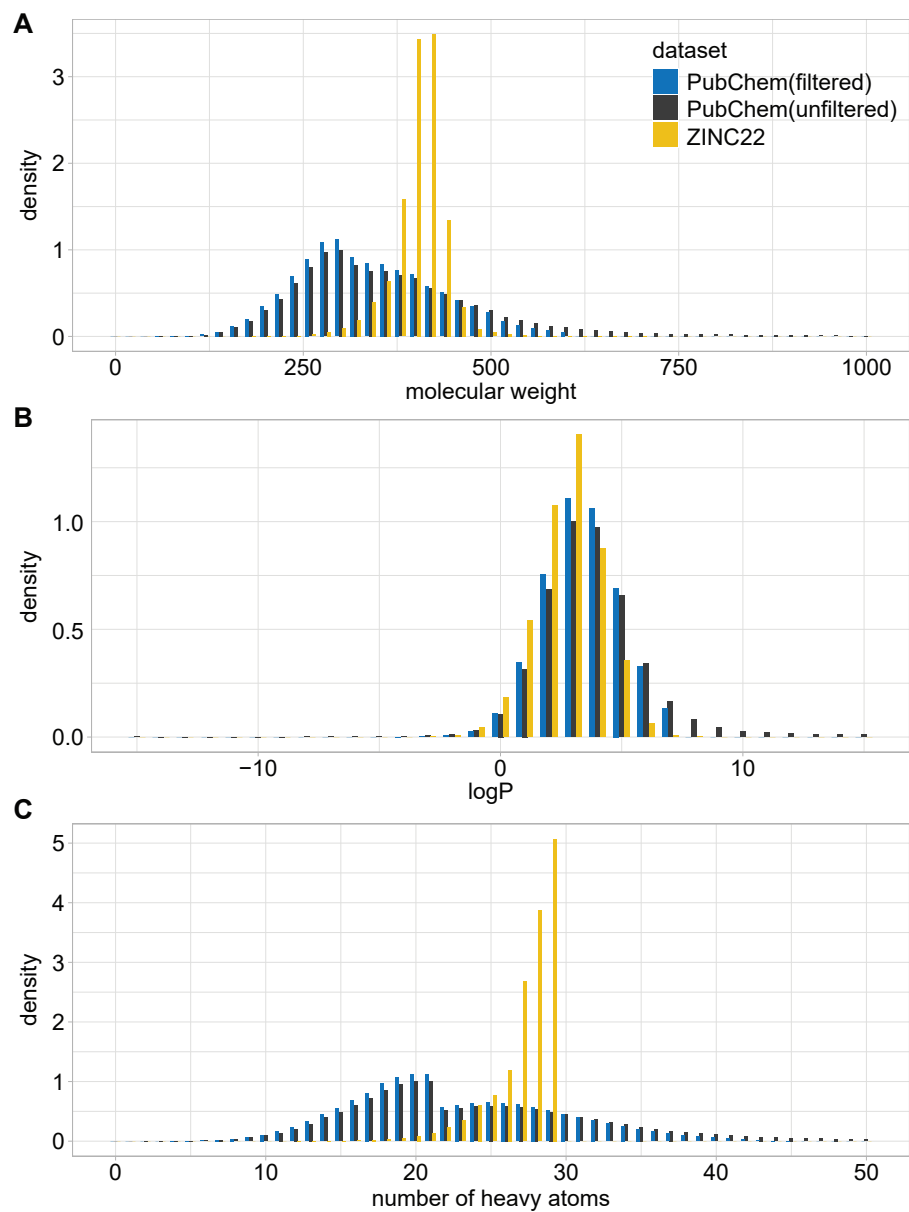 A
density
3
2
1
0
dataset
PubChem(filtered)
PubChem(unfiltered)
ZINC22
0 250 500 750 1000
molecular weight
B
density
1.0
0.5
0.0
−10 0 10
logP
C
density
5
4
3
2
1
0
0 10 20 30 40 50
number of heavy atoms